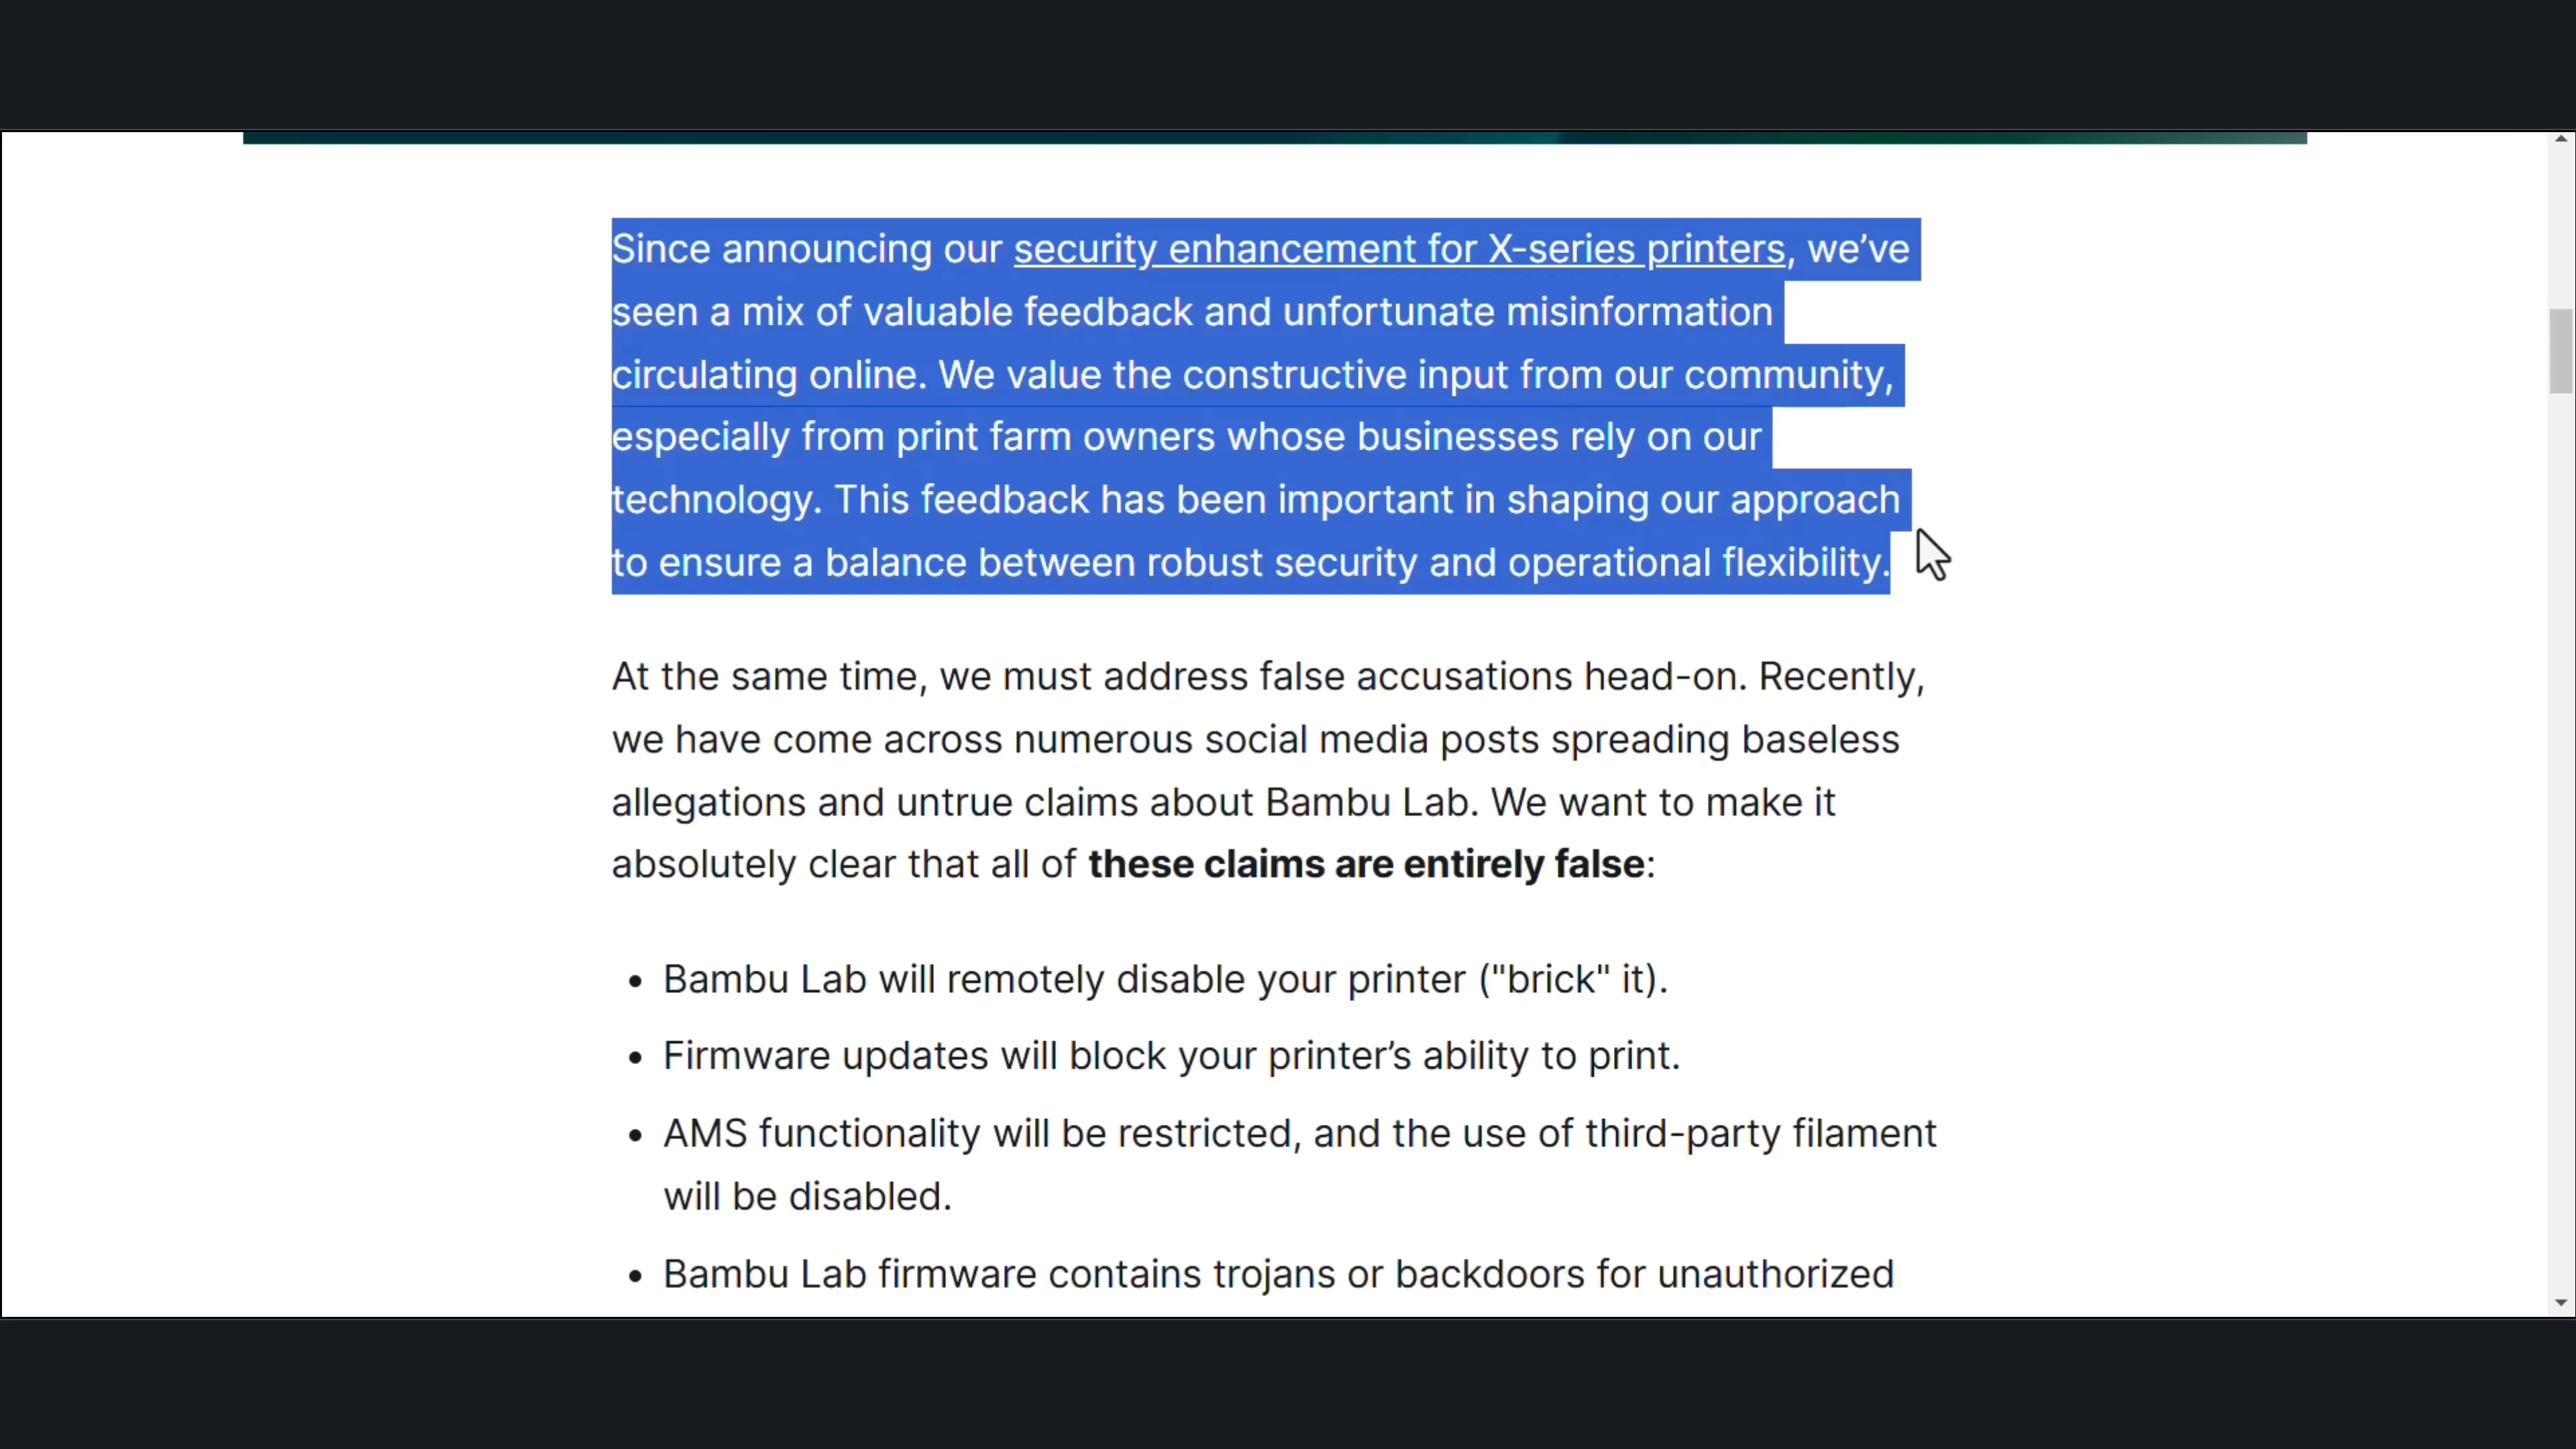 Since announcing our security enhancement for X-series printers, we’ve
seen a mix of valuable feedback and unfortunate misinformation
circulating online. We value the constructive input from our community,
especially from print farm owners whose businesses rely on our
technology. This feedback has been important in shaping our approach
to ensure a balance between robust security and operational flexibility.
At the same time, we must address false accusations head-on. Recently,
we have come across numerous social media posts spreading baseless
allegations and untrue claims about Bambu Lab. We want to make it
absolutely clear that all of these claims are entirely false:
• Bambu Lab will remotely disable your printer ("brick" it).
• Firmware updates will block your printer’s ability to print.
• AMS functionality will be restricted, and the use of third-party filament
will be disabled.
• Bambu Lab firmware contains trojans or backdoors for unauthorized